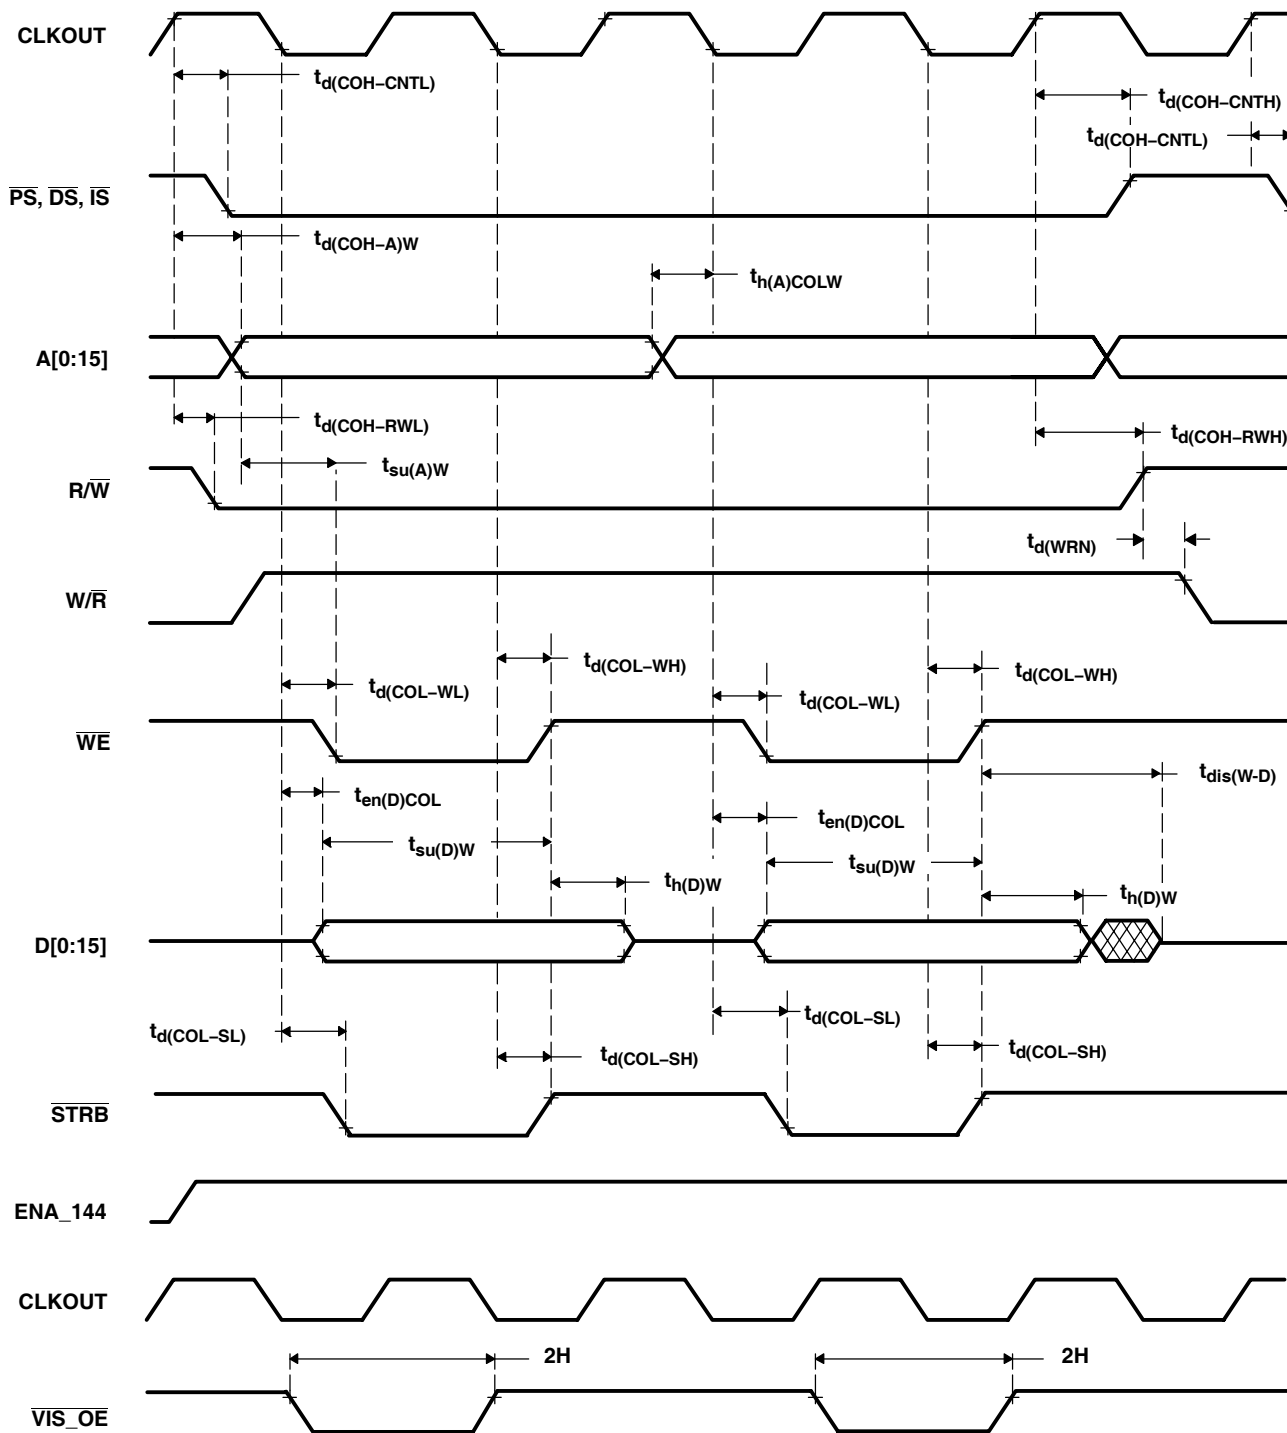 CLKOUT
td(COH–CNTL)
td(COH–CNTH)
td(COH–CNTL)
PS, DS, IS
td(COH–A)W
th(A)COLW
A[0:15]
td(COH–RWL)
td(COH–RWH)
tsu(A)W
R/W
td(WRN)
W/R
td(COL–WH)
td(COL–WH)
td(COL–WL)
td(COL–WL)
WE
tdis(W-D)
ten(D)COL
ten(D)COL
tsu(D)W
tsu(D)W
th(D)W
th(D)W
D[0:15]
td(COL–SL)
td(COL–SL)
td(COL–SH)
td(COL–SH)
STRB
ENA_144
CLKOUT
2H
2H
VIS_OE